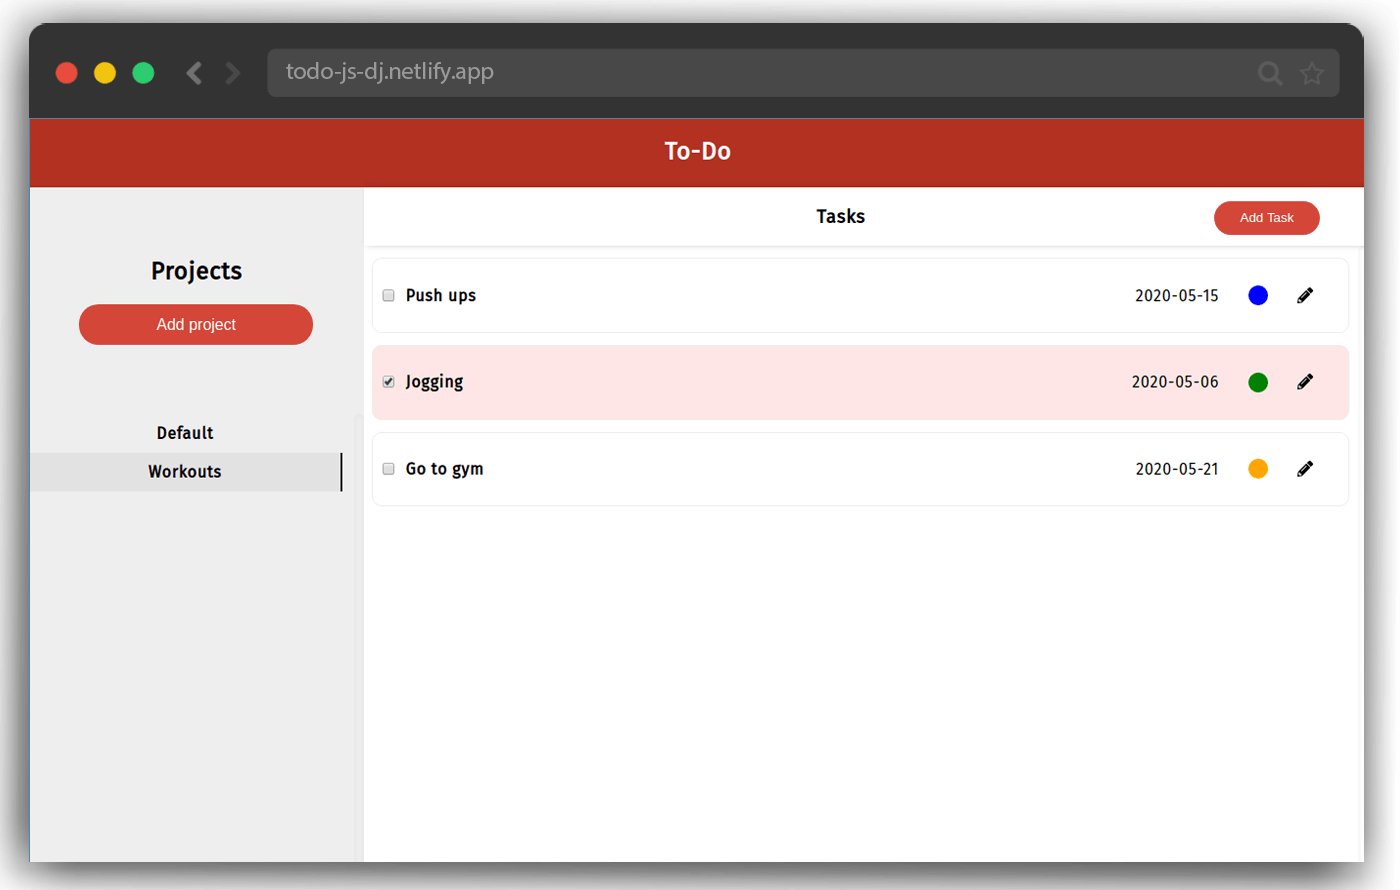 todo-js-dj.netlify.app
To-Do
Projects
Add project
Default
Workouts
Tasks
Add Task
Push ups 2020-05-15
Jogging 2020-05-06
Go to gym 2020-05-21